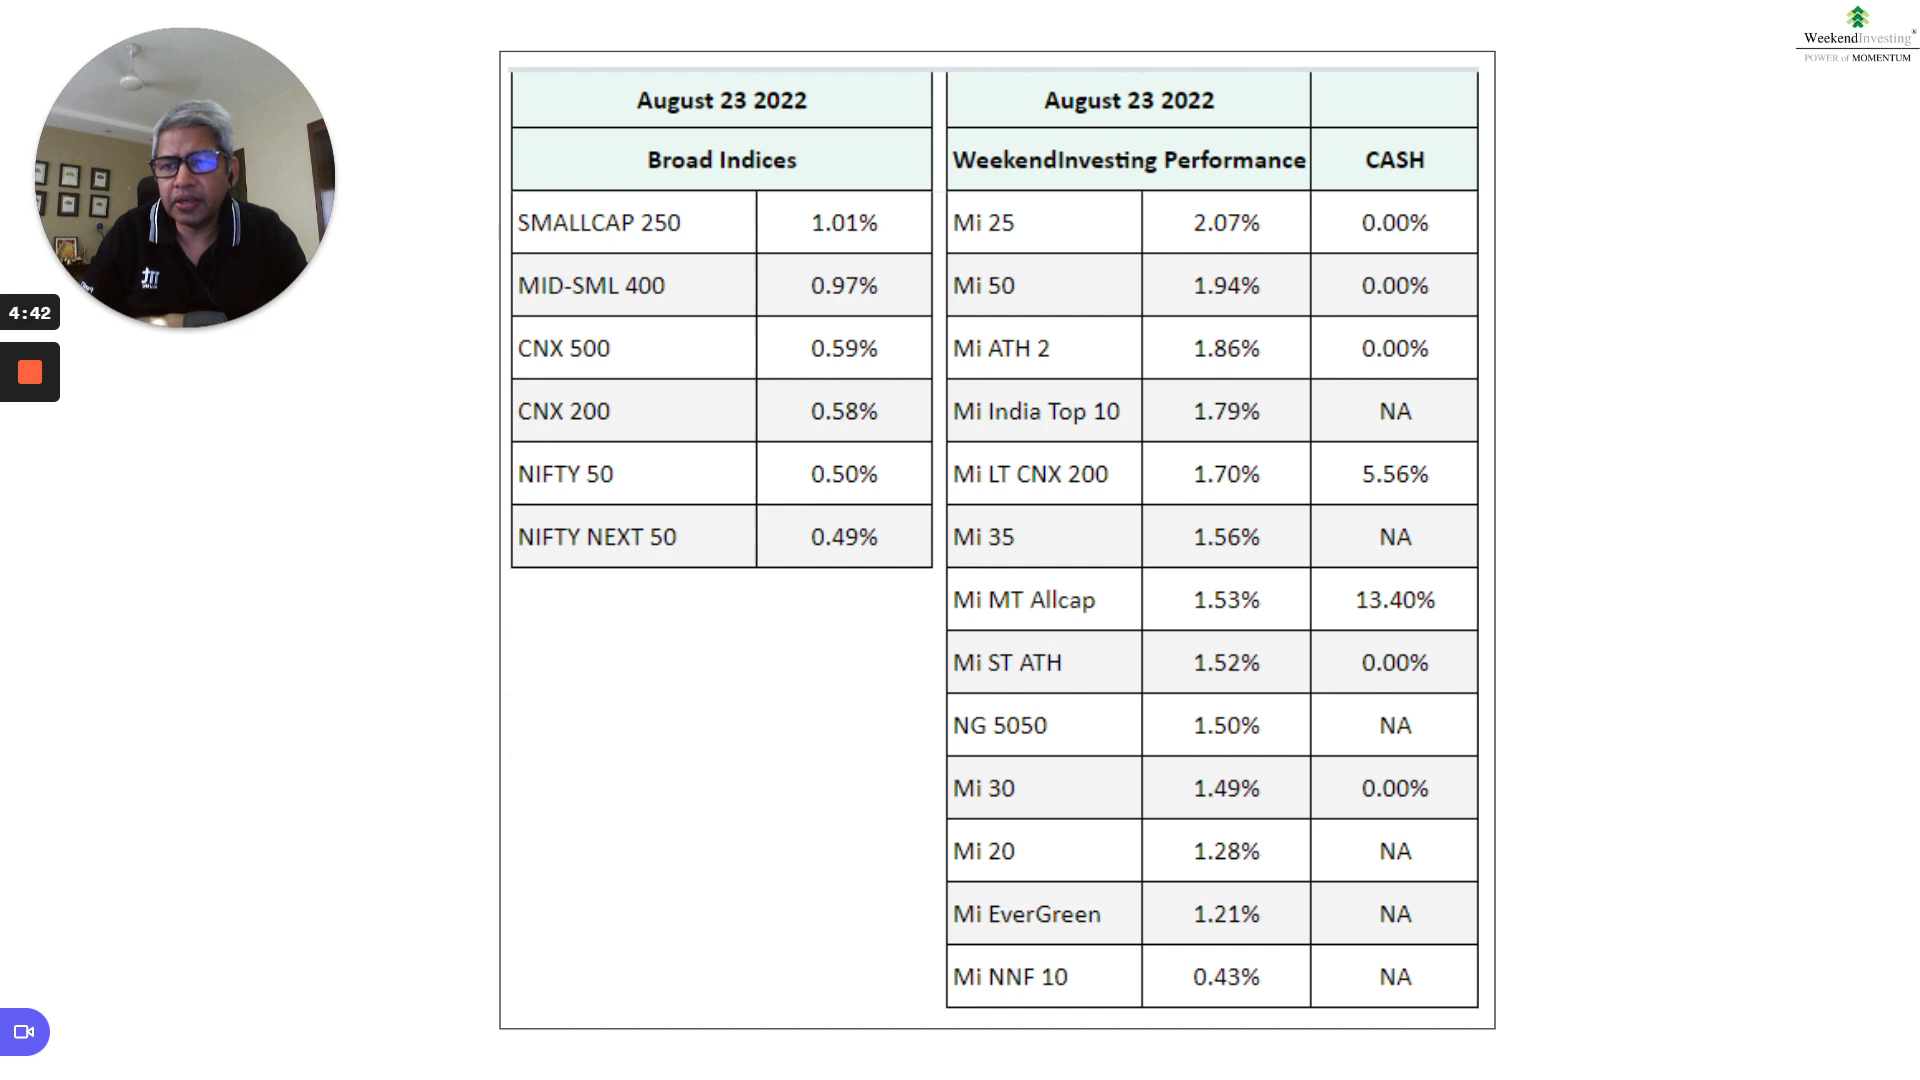 WeekendInvesting®
POWER of MOMENTUM
4:42
August 23 2022
Broad Indices
SMALLCAP 250 1.01%
MID-SML 400 0.97%
CNX 500 0.59%
CNX 200 0.58%
NIFTY 50 0.50%
NIFTY NEXT 50 0.49%
August 23 2022
WeekendInvesting Performance CASH
Mi 25 2.07% 0.00%
Mi 50 1.94% 0.00%
Mi ATH 2 1.86% 0.00%
Mi India Top 10 1.79% NA
Mi LT CNX 200 1.70% 5.56%
Mi 35 1.56% NA
Mi MT Allcap 1.53% 13.40%
Mi ST ATH 1.52% 0.00%
NG 5050 1.50% NA
Mi 30 1.49% 0.00%
Mi 20 1.28% NA
Mi EverGreen 1.21% NA
Mi NNF 10 0.43% NA